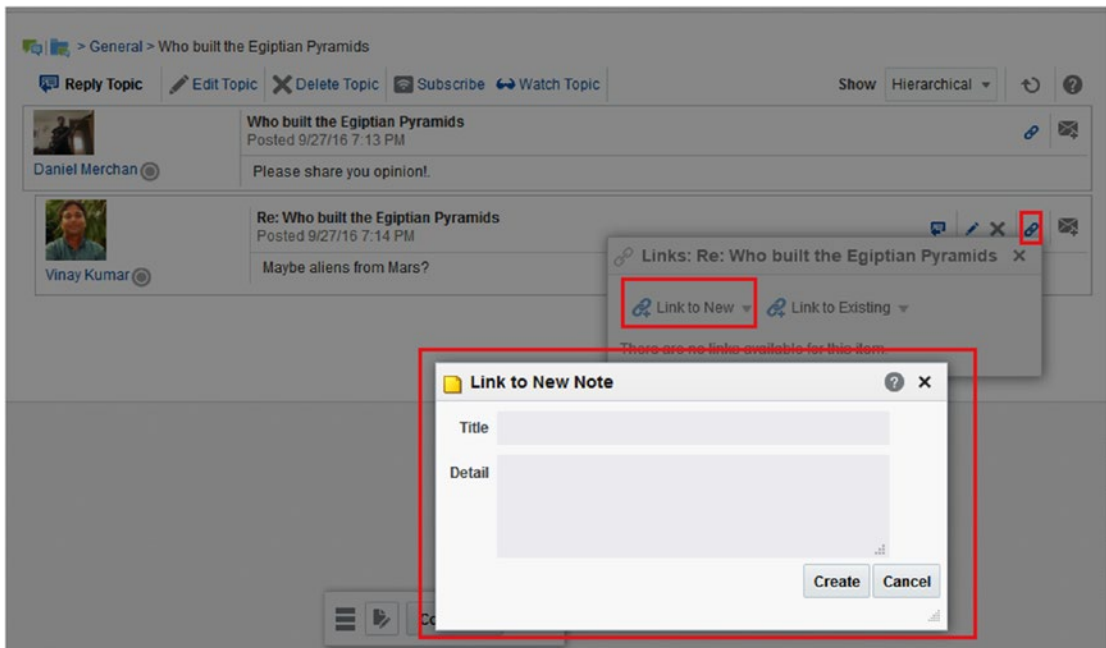 > General > Who built the Egiptian Pyramids
Reply Topic Edit Topic Delete Topic Subscribe Watch Topic Show Hierarchical
Who built the Egiptian Pyramids
Posted 9/27/16 7:13 PM
Daniel Merchan Please share you opinion!.
Re: Who built the Egiptian Pyramids
Posted 9/27/16 7:14 PM
Vinay Kumar Maybe aliens from Mars?
Links: Re: Who built the Egiptian Pyramids
Link to New Link to Existing
There are no links available for this item.
Link to New Note
Title
Detail
Create Cancel